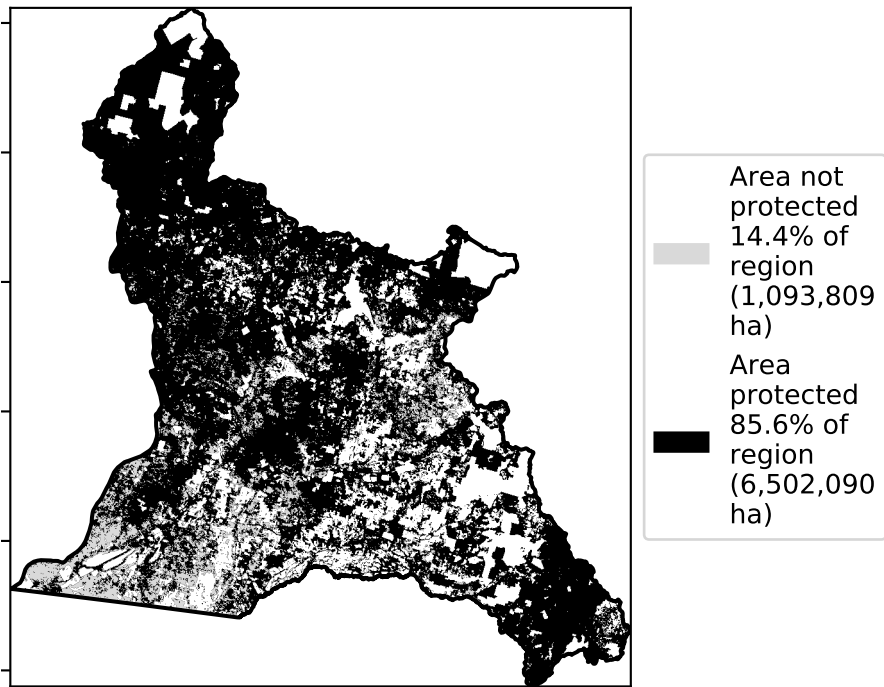 Area not
protected
14.4% of
region
(1,093,809
ha)
Area
protected
85.6% of
region
(6,502,090
ha)